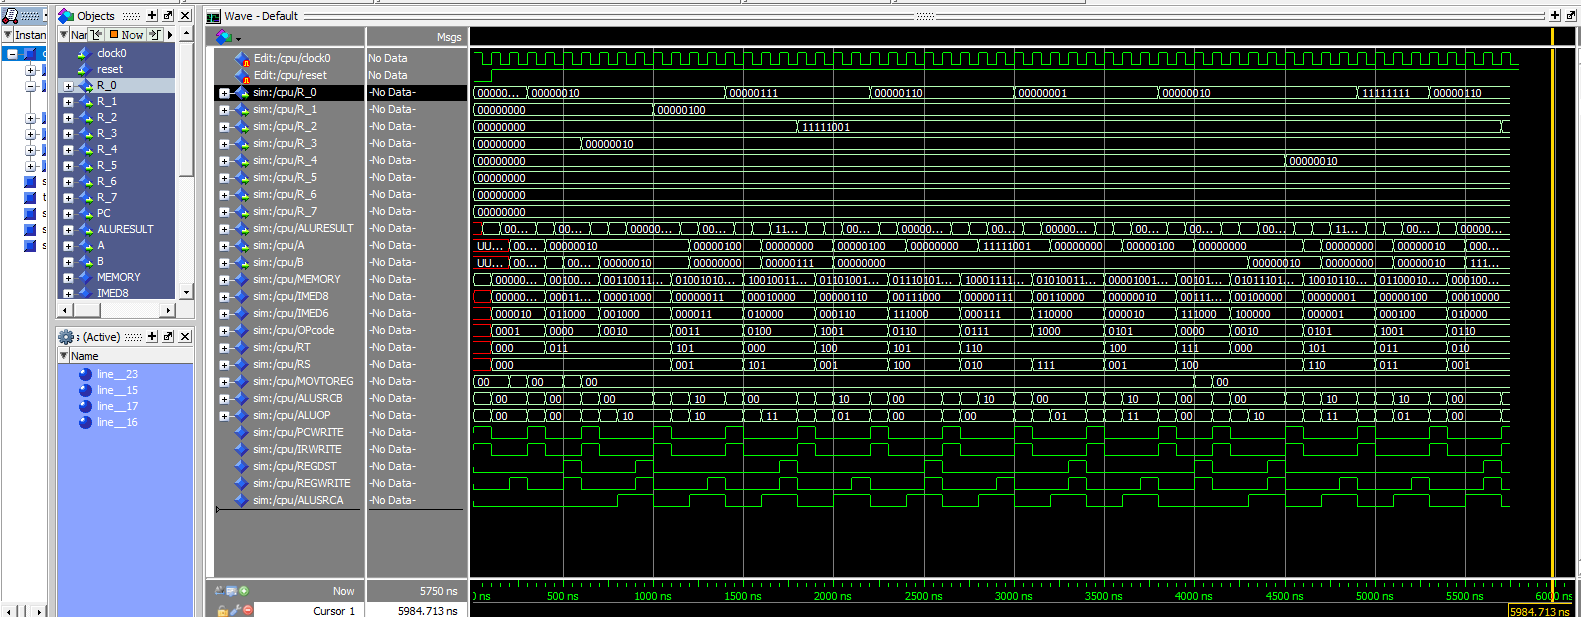 Objects
Wave - Default
Instan
Nar
Now
Msgs
clock0
reset
R_0
R_1
R_2
R_3
R_4
R_5
R_6
R_7
PC
ALURESULT
A
B
MEMORY
IMED8
(Active)
Name
line__23
line__15
line__17
line__16
Edit:/cpu/clock0 No Data
Edit:/cpu/reset No Data
sim:/cpu/R_0 -No Data- 00000... 00000010 00000111 00000110 00000001 00000010 11111111 00000110
sim:/cpu/R_1 -No Data- 00000000 00000100
sim:/cpu/R_2 -No Data- 00000000 11111001
sim:/cpu/R_3 -No Data- 00000000 00000010
sim:/cpu/R_4 -No Data- 00000000 00000010
sim:/cpu/R_5 -No Data- 00000000
sim:/cpu/R_6 -No Data- 00000000
sim:/cpu/R_7 -No Data- 00000000
sim:/cpu/ALURESULT -No Data- 00... 00... 00000... 00... 11... 00... 00000... 00... 00000... 00... 00... 00000... 11... 00... 00000...
sim:/cpu/A -No Data- UU... 00... 00000010 00000100 00000000 00000100 00000000 11111001 00000000 00000100 00000000 00000000 00000010 000...
sim:/cpu/B -No Data- UU... 00... 00... 00000010 00000000 00000111 00000000 00000010 00000000 00000010 111...
sim:/cpu/MEMORY -No Data- 00000... 00100... 00110011... 01001010... 10010011... 01101001... 01110101... 10001111... 01010011... 00001001... 00101... 01011101... 10010110... 01100010... 000100...
sim:/cpu/IMED8 -No Data- 00000... 00011... 00001000 00000011 00010000 00000110 00111000 00000111 00110000 00000010 00111... 00100000 00000001 00000100 00010000
sim:/cpu/IMED6 -No Data- 000010 011000 001000 000011 010000 000110 111000 000111 110000 000010 111000 100000 000001 000100 010000
sim:/cpu/OPcode -No Data- 0001 0000 0010 0011 0100 1001 0110 0111 1000 0101 0000 0010 0101 1001 0110
sim:/cpu/RT -No Data- 000 011 101 000 100 101 110 100 111 000 101 011 010
sim:/cpu/RS -No Data- 000 001 101 001 100 010 111 001 100 110 011 001
sim:/cpu/MOVTOREG -No Data- 00 00 00 00
sim:/cpu/ALUSRCB -No Data- 00 00 00 10 00 10 00 10 00 10 00 00 10 10 00
sim:/cpu/ALUOP -No Data- 00 00 10 10 11 01 00 00 01 11 00 10 11 01 00
sim:/cpu/PCWRITE -No Data-
sim:/cpu/IRWRITE -No Data-
sim:/cpu/REGDST -No Data-
sim:/cpu/REGWRITE -No Data-
sim:/cpu/ALUSRCA -No Data-
Now 5750 ns
ns 500 ns 1000 ns 1500 ns 2000 ns 2500 ns 3000 ns 3500 ns 4000 ns 4500 ns 5000 ns 5500 ns 6000 ns
Cursor 1 5984.713 ns
5984.713 ns